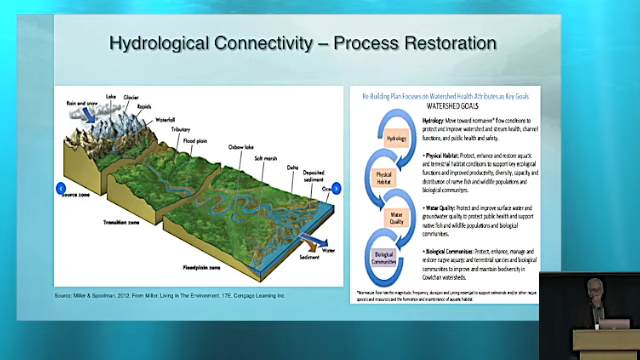 Hydrological Connectivity – Process Restoration
Lake
Glacier
Rain and snow
Rapids
Waterfall
Tributary
Flood plain
Oxbow lake
Salt marsh
Delta
Deposited
sediment
Ocean
Source zone
Transition zone
Floodplain zone
Water
Sediment
Source: Miller & Spoolman, 2012. From Miller, Living In The Environment, 17E. Cengage Learning Inc.
Re-Building Plan Focuses on Watershed Health Attributes as Key Goals
WATERSHED GOALS
Hydrology
Physical
Habitat
Water
Quality
Biological
Communities
Hydrology: Move toward normative* flow conditions to
protect and improve watershed and stream health, channel
functions, and public health and safety.
• Physical Habitat: Protect, enhance and restore aquatic
and terrestrial habitat conditions to support key ecological
functions and improved productivity, diversity, capacity and
distribution of native fish and wildlife populations and
biological communities.
• Water Quality: Protect and improve surface water and
groundwater quality to protect public health and support
native fish and wildlife populations and biological
communities.
• Biological Communities: Protect, enhance, manage and
restore native aquatic and terrestrial species and biological
communities to improve and maintain biodiversity in
Cowichan watersheds.